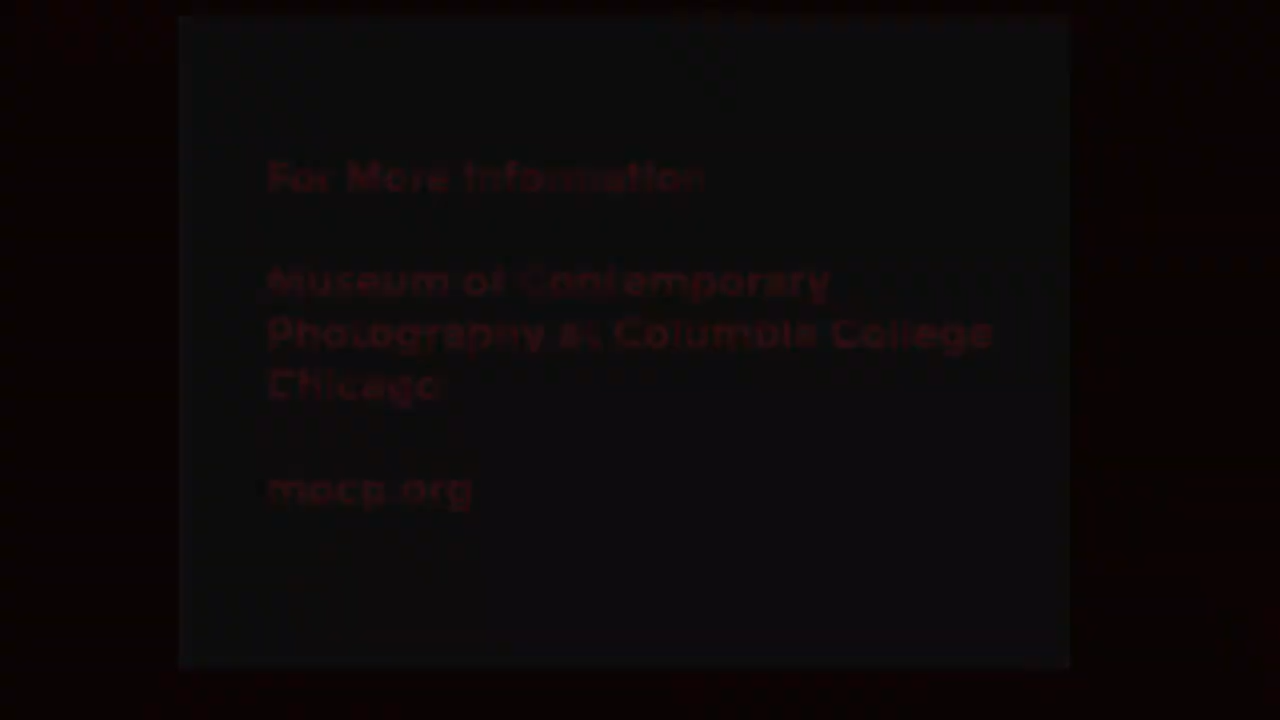 For More Information
Museum of Contemporary
Photography at Columbia College
Chicago
mocp.org